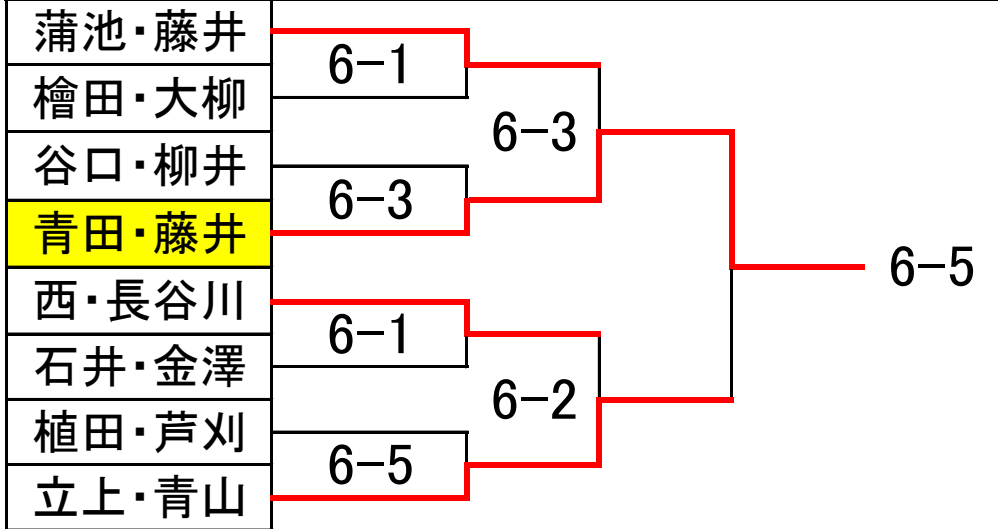 蒲池・藤井
檜田・大柳
谷口・柳井
青田・藤井
西・長谷川
石井・金澤
植田・芦刈
立上・青山
6-1
6-3
6-1
6-5
6-3
6-2
6-5